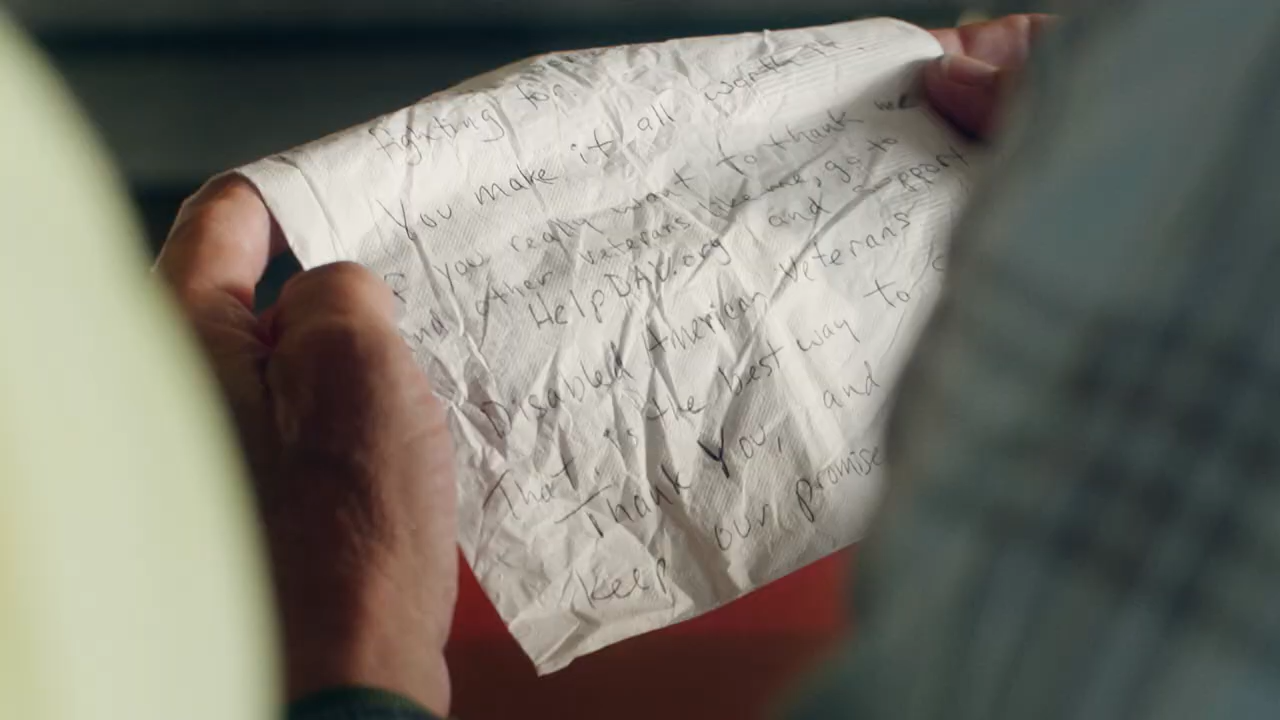 Fighting for
You make it all worth it.
you really want to thank me
other veterans like me, go to
HelpDAV.org and support
Disabled American Veterans
That is the best way to
Thank You, and
keep our promise